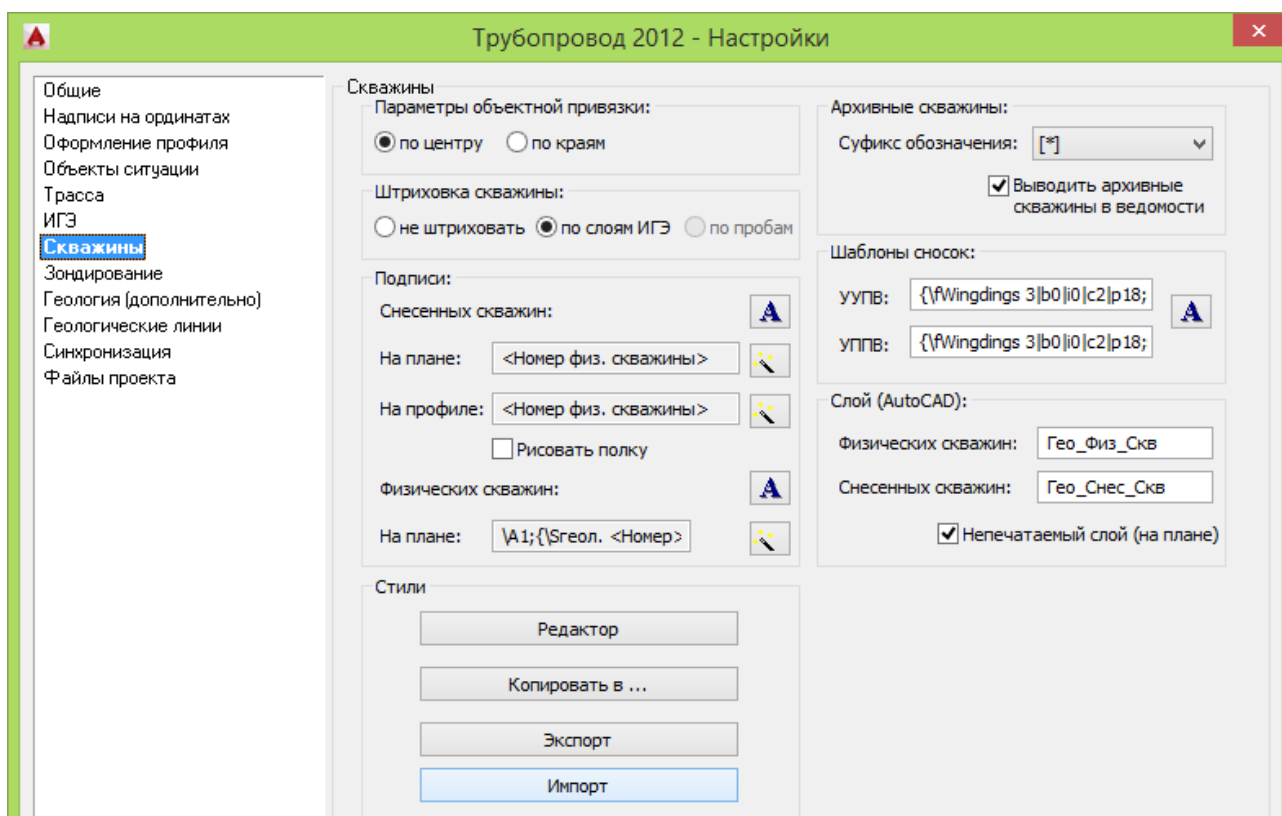 Трубопровод 2012 - Настройки
Общие
Надписи на ординатах
Оформление профиля
Объекты ситуации
Трасса
ИГЭ
Скважины
Зондирование
Геология (дополнительно)
Геологические линии
Синхронизация
Файлы проекта
Скважины
Параметры объектной привязки:
по центру по краям
Штриховка скважины:
не штриховать по слоям ИГЭ по пробам
Подписи:
Снесенных скважин: A
На плане: <Номер физ. скважины>
На профиле: <Номер физ. скважины>
Рисовать полку
Физических скважин: A
На плане: \A1;{\Sгеол. <Номер>
Стили
Редактор
Копировать в ...
Экспорт
Импорт
Архивные скважины:
Суфикс обозначения: [*]
Выводить архивные
скважины в ведомости
Шаблоны сносок:
УУПВ: {\fWingdings 3|b0|i0|c2|p18; A
УППВ: {\fWingdings 3|b0|i0|c2|p18;
Слой (AutoCAD):
Физических скважин: Гео_Физ_Скв
Снесенных скважин: Гео_Снес_Скв
Непечатаемый слой (на плане)